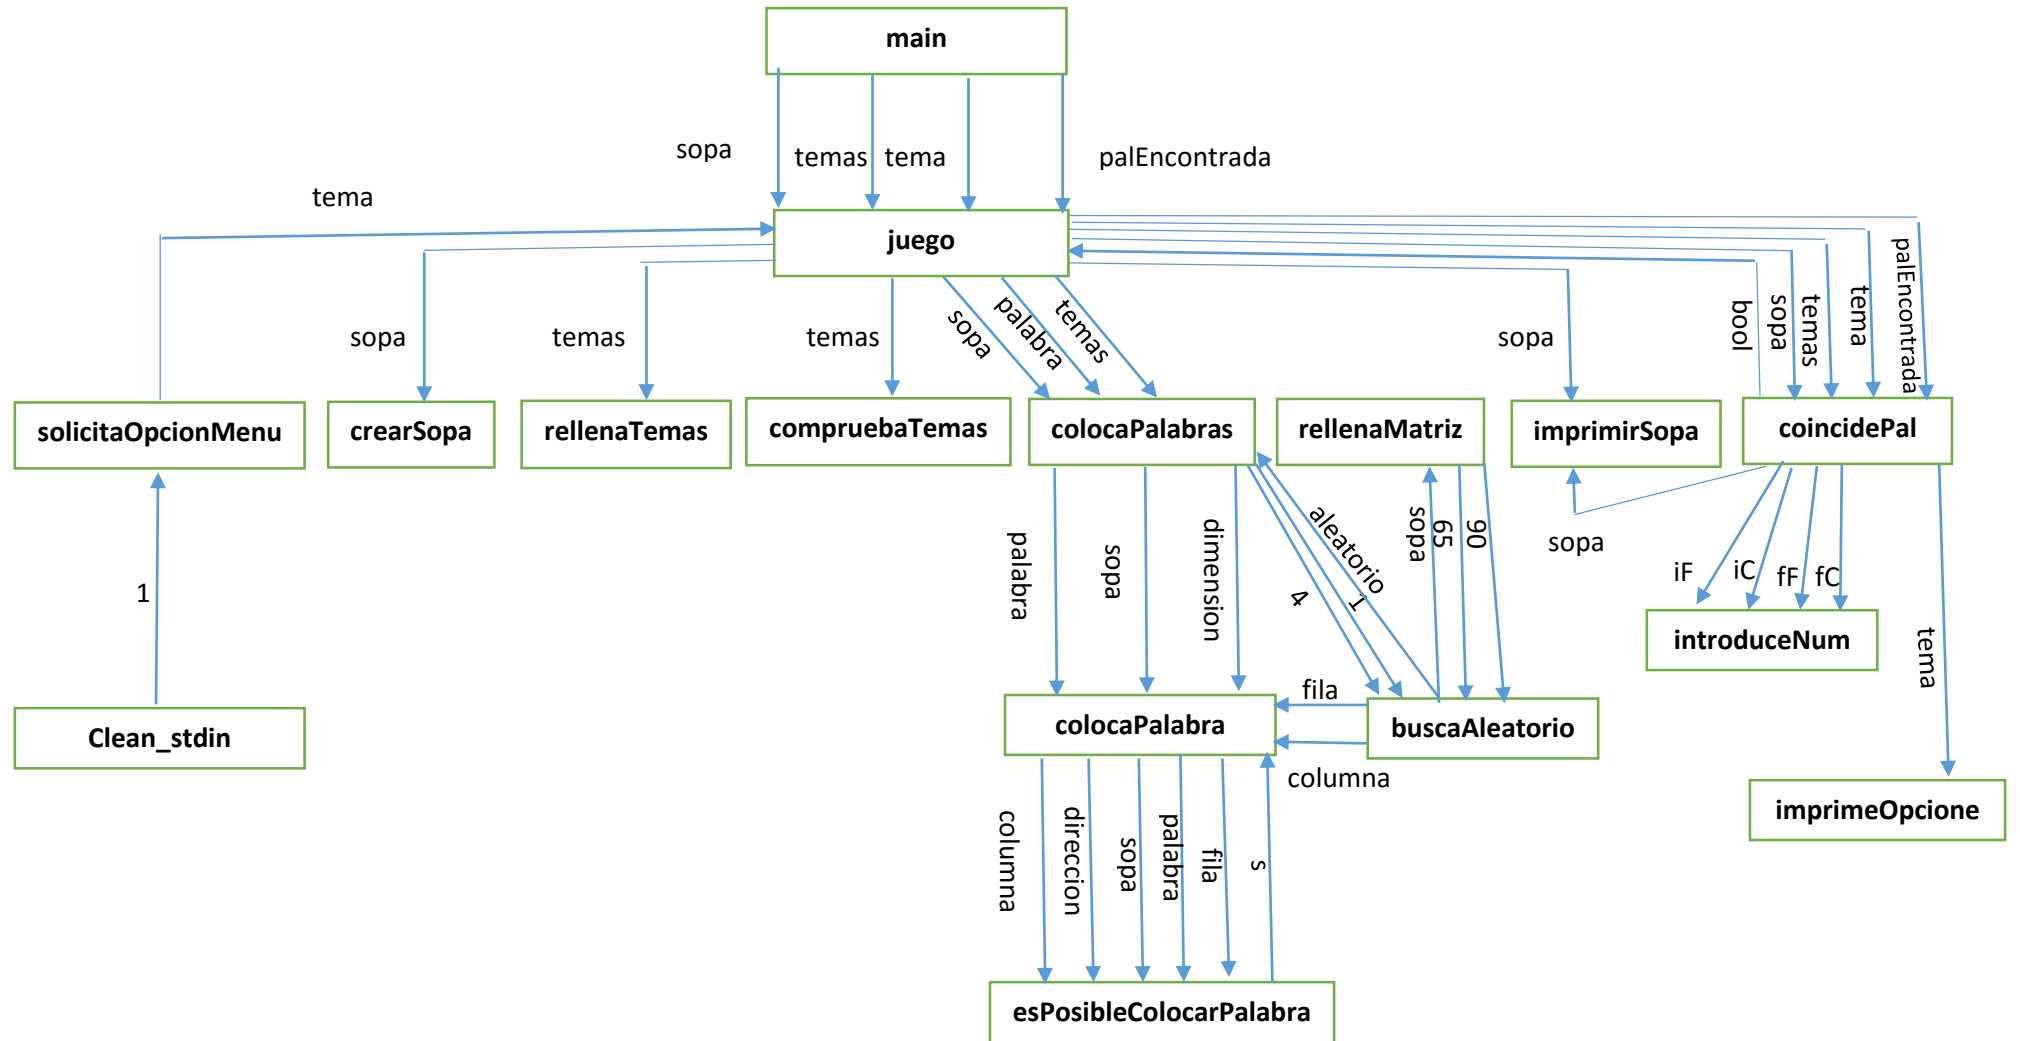 main
sopa
temas
tema
palEncontrada
tema
juego
sopa
temas
temas
sopa
palabra
temas
sopa
bool
sopa
temas
tema
palEncontrada
solicitaOpcionMenu
crearSopa
rellenaTemas
compruebaTemas
colocaPalabras
rellenaMatriz
imprimirSopa
coincidePal
1
palabra
sopa
dimension
4
1
aleatorio
sopa
65
90
sopa
iF
iC
fF
fC
tema
introduceNum
Clean_stdin
colocaPalabra
fila
columna
buscaAleatorio
imprimeOpcione
columna
direccion
sopa
palabra
fila
s
esPosibleColocarPalabra